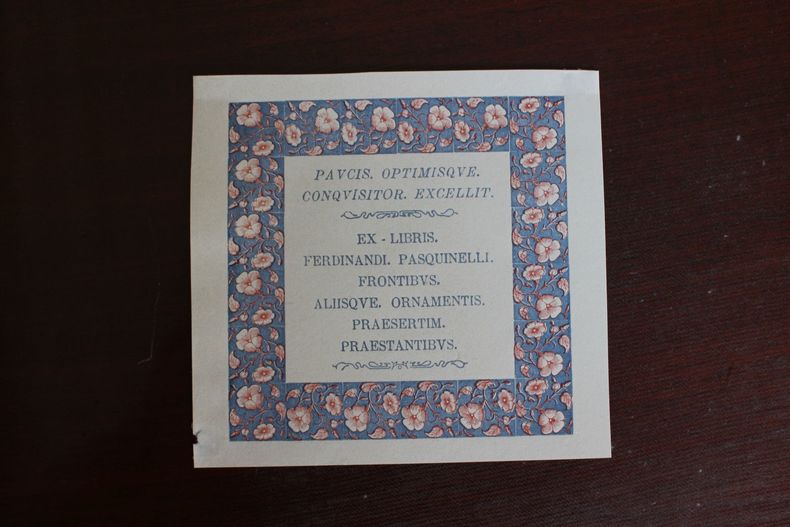 PAVCIS. OPTIMISQVE.
CONQVISITOR. EXCELLIT.
EX - LIBRIS.
FERDINANDI. PASQUINELLI.
FRONTIBVS.
ALIISQVE. ORNAMENTIS.
PRAESERTIM.
PRAESTANTIBVS.